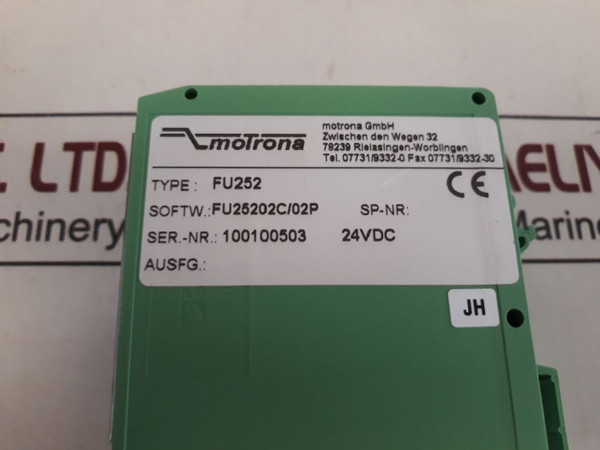 motrona
motrona GmbH
Zwischen den Wegen 32
78239 Rielasingen-Worblingen
Tel. 07731/9332-0 Fax 07731/9332-30
TYPE : FU252
CE
SOFTW.:FU25202C/02P SP-NR:
SER.-NR.: 100100503 24VDC
AUSFG.:
JH
LTD
chinery
Marine